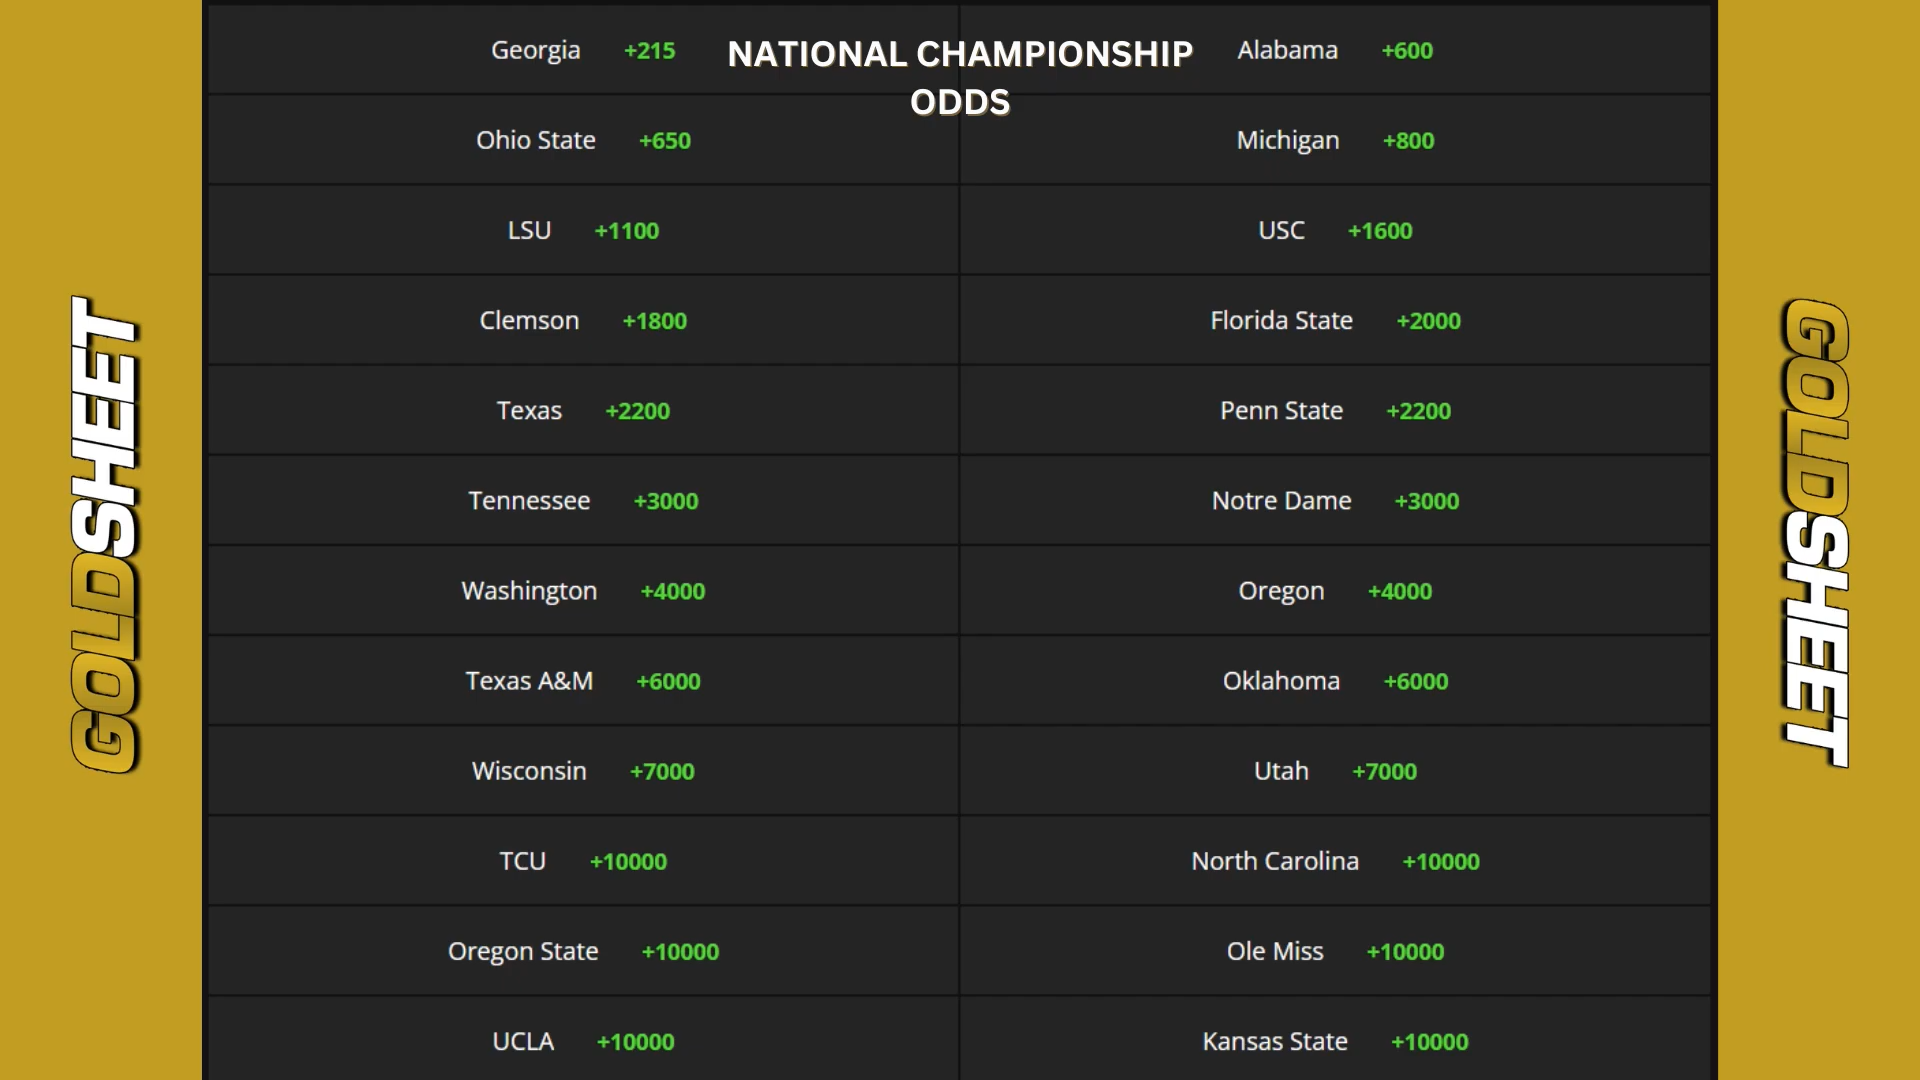 NATIONAL CHAMPIONSHIP
ODDS
Georgia +215 Alabama +600
Ohio State +650 Michigan +800
LSU +1100 USC +1600
Clemson +1800 Florida State +2000
Texas +2200 Penn State +2200
Tennessee +3000 Notre Dame +3000
Washington +4000 Oregon +4000
Texas A&M +6000 Oklahoma +6000
Wisconsin +7000 Utah +7000
TCU +10000 North Carolina +10000
Oregon State +10000 Ole Miss +10000
UCLA +10000 Kansas State +10000
GOLDSHEET
GOLDSHEET